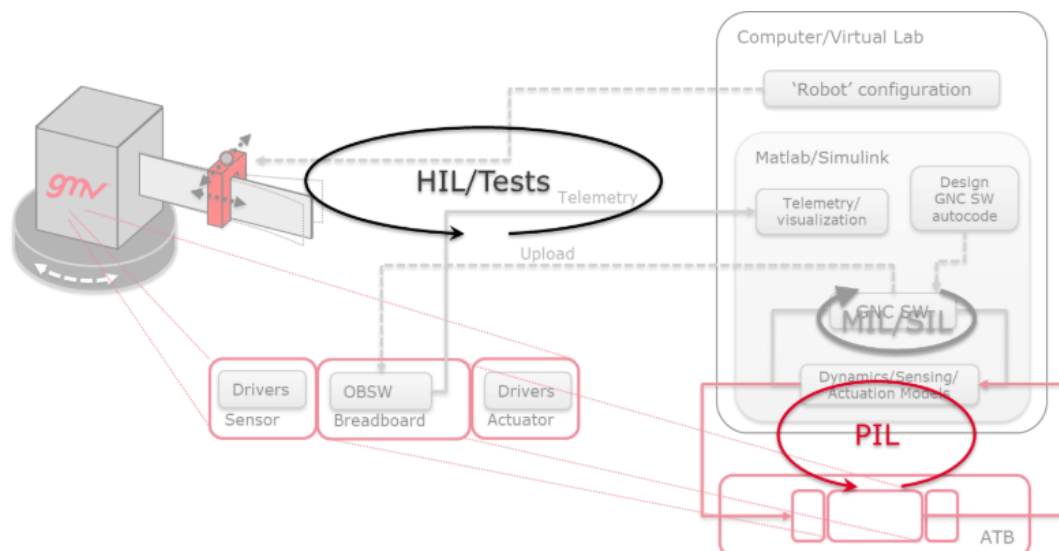 Computer/Virtual Lab
‘Robot’ configuration
Matlab/Simulink
Telemetry/
visualization
Design
GNC SW
autocode
HIL/Tests
Telemetry
gmv
Upload
GNC SW
MIL/SIL
Dynamics/Sensing/
Actuation Models
Drivers
Sensor
OBSW
Breadboard
Drivers
Actuator
PIL
ATB